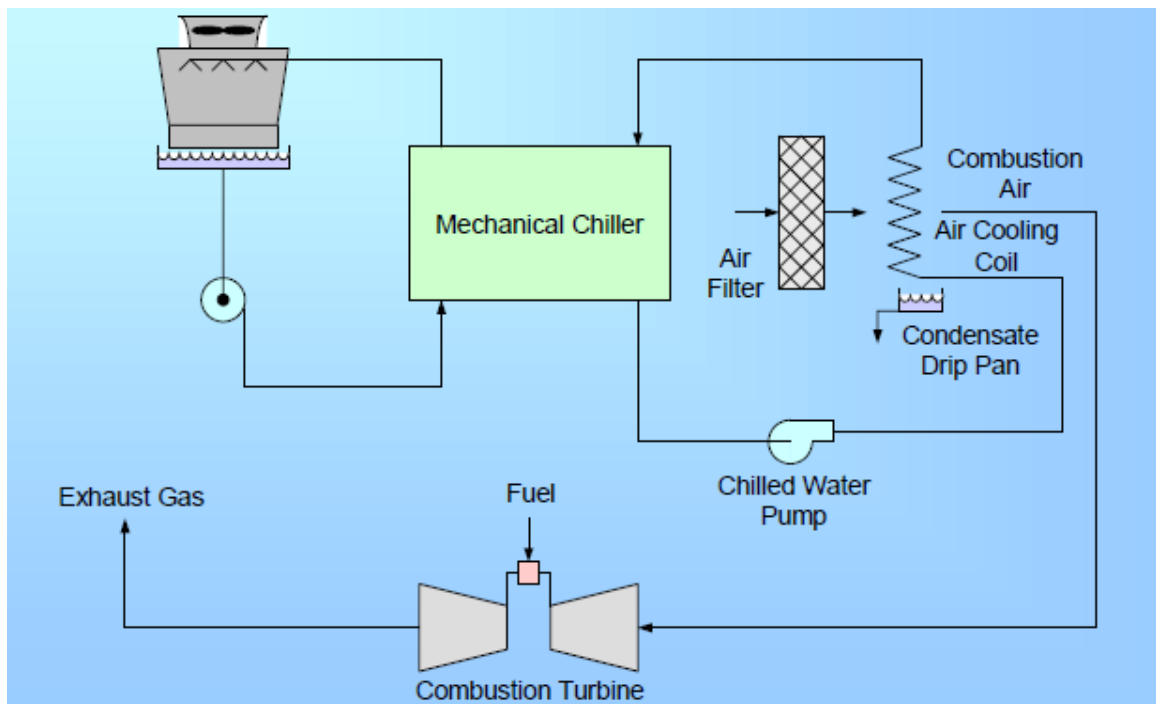 Mechanical Chiller
Air
Filter
Combustion
Air
Air Cooling
Coil
Condensate
Drip Pan
Chilled Water
Pump
Exhaust Gas
Fuel
Combustion Turbine